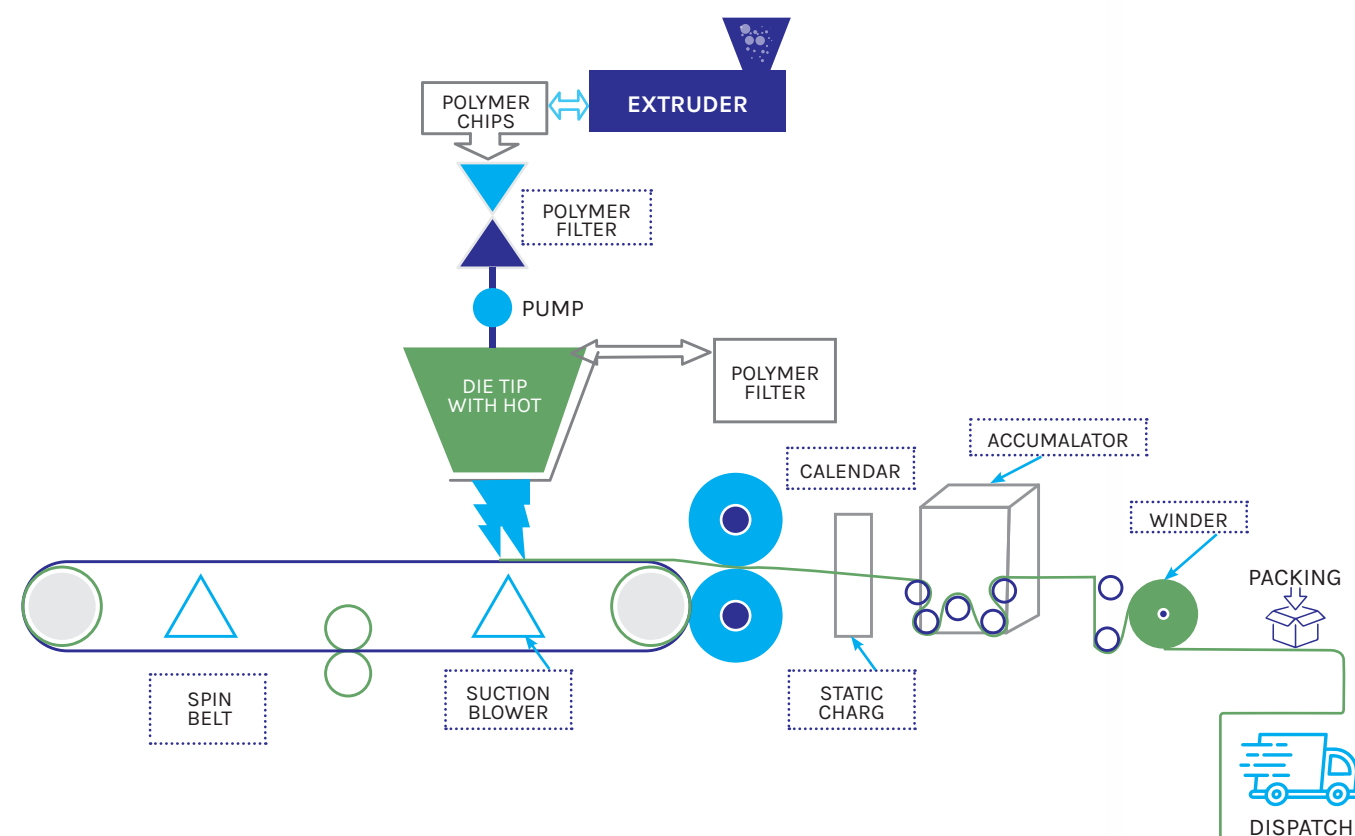 EXTRUDER
POLYMER
CHIPS
POLYMER
FILTER
PUMP
DIE TIP
WITH HOT
POLYMER
FILTER
ACCUMALATOR
CALENDAR
WINDER
PACKING
SPIN
BELT
SUCTION
BLOWER
STATIC
CHARG
DISPATCH